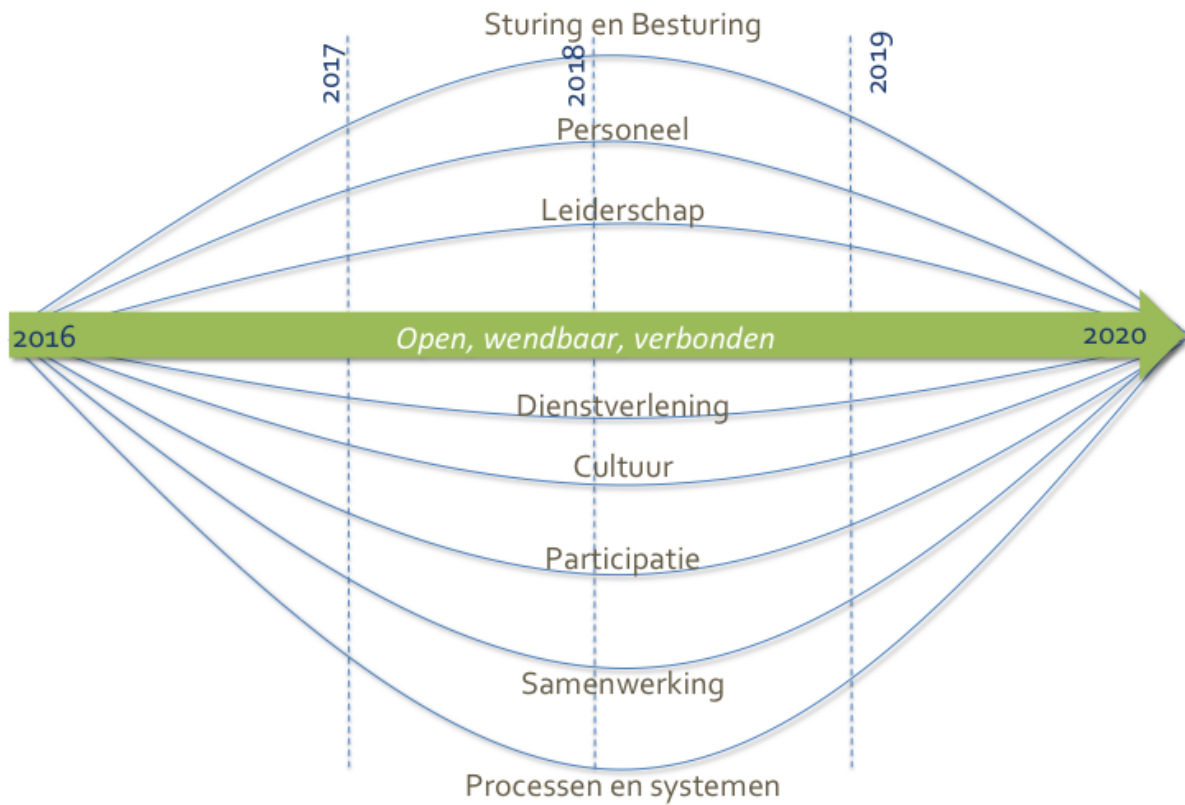 Sturing en Besturing
2017
2018
2019
Personeel
Leiderschap
2016
Open, wendbaar, verbonden
2020
Dienstverlening
Cultuur
Participatie
Samenwerking
Processen en systemen